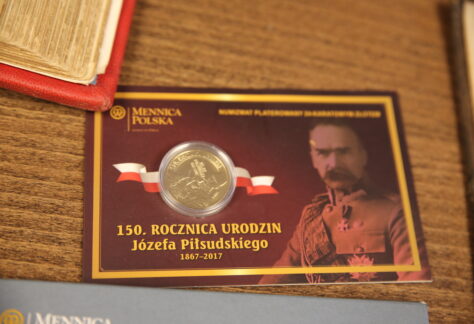 MENNICA
POLSKA
NUMIZMAT PLATEROWANY 24-KARATOWYM ZŁOTEM
150. ROCZNICA URODZIN
Józefa Piłsudskiego
1867–2017
MENNICA